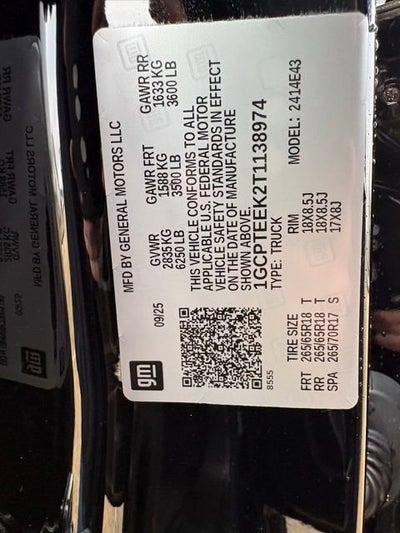 gm
MFD BY GENERAL MOTORS LLC
09/25
GVWR GAWR FRT GAWR RR
2835KG 1588 KG 1633 KG
6250 LB 3500 LB 3600 LB
THIS VEHICLE CONFORMS TO ALL
APPLICABLE U.S. FEDERAL MOTOR
VEHICLE SAFETY STANDARDS IN EFFECT
ON THE DATE OF MANUFACTURE
SHOWN ABOVE.
1GCPTEEK2T1138974
TYPE: TRUCK MODEL: 2414E43
8555
TIRE SIZE RIM
FRT 265/65R18 T 18X8.5J
RR 265/65R18 T 18X8.5J
SPA 265/70R17 S 17X8J